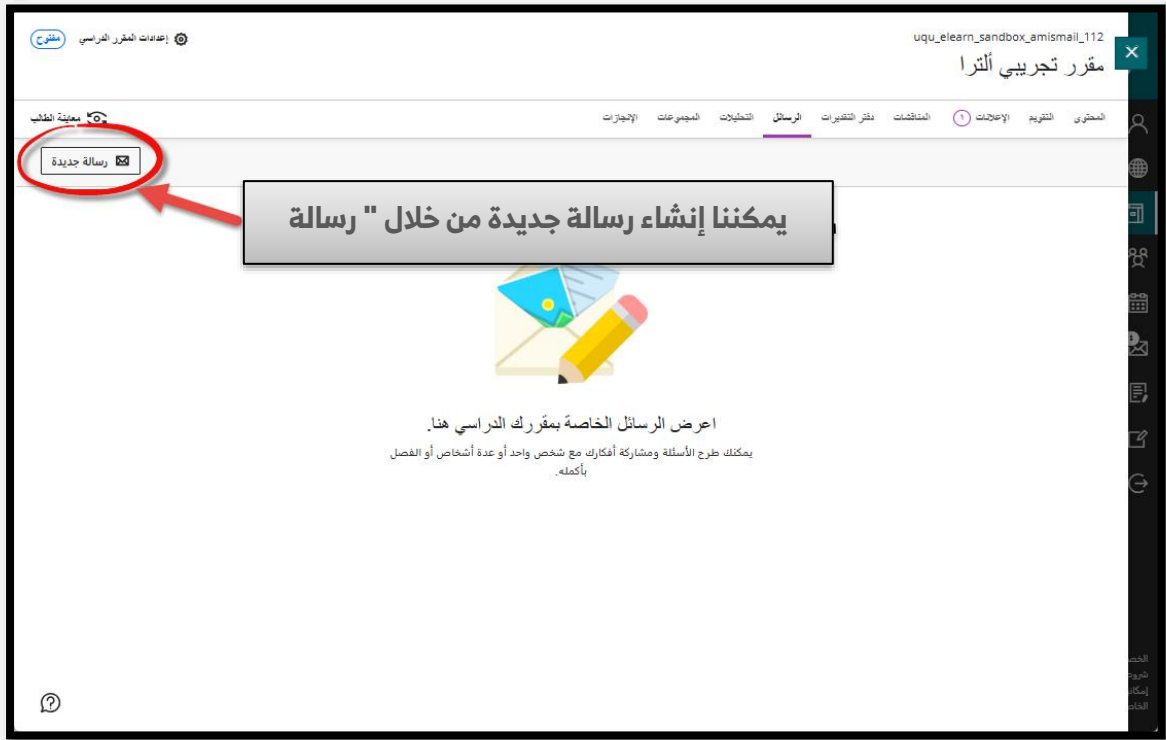 uqu_elearn_sandbox_amismail_112
مقرر تجريبي ألترا
إعدادات المقرر الدراسي مفتوح
المحتوى التقويم الإعلانات ١ المناقشات دفتر التقديرات الرسائل التحليلات المجموعات الإنجازات
معاينة الطالب
رسالة جديدة
يمكننا إنشاء رسالة جديدة من خلال " رسالة
اعرض الرسائل الخاصة بمقررك الدراسي هنا.
يمكنك طرح الأسئلة ومشاركة أفكارك مع شخص واحد أو عدة أشخاص أو الفصل
بأكمله.